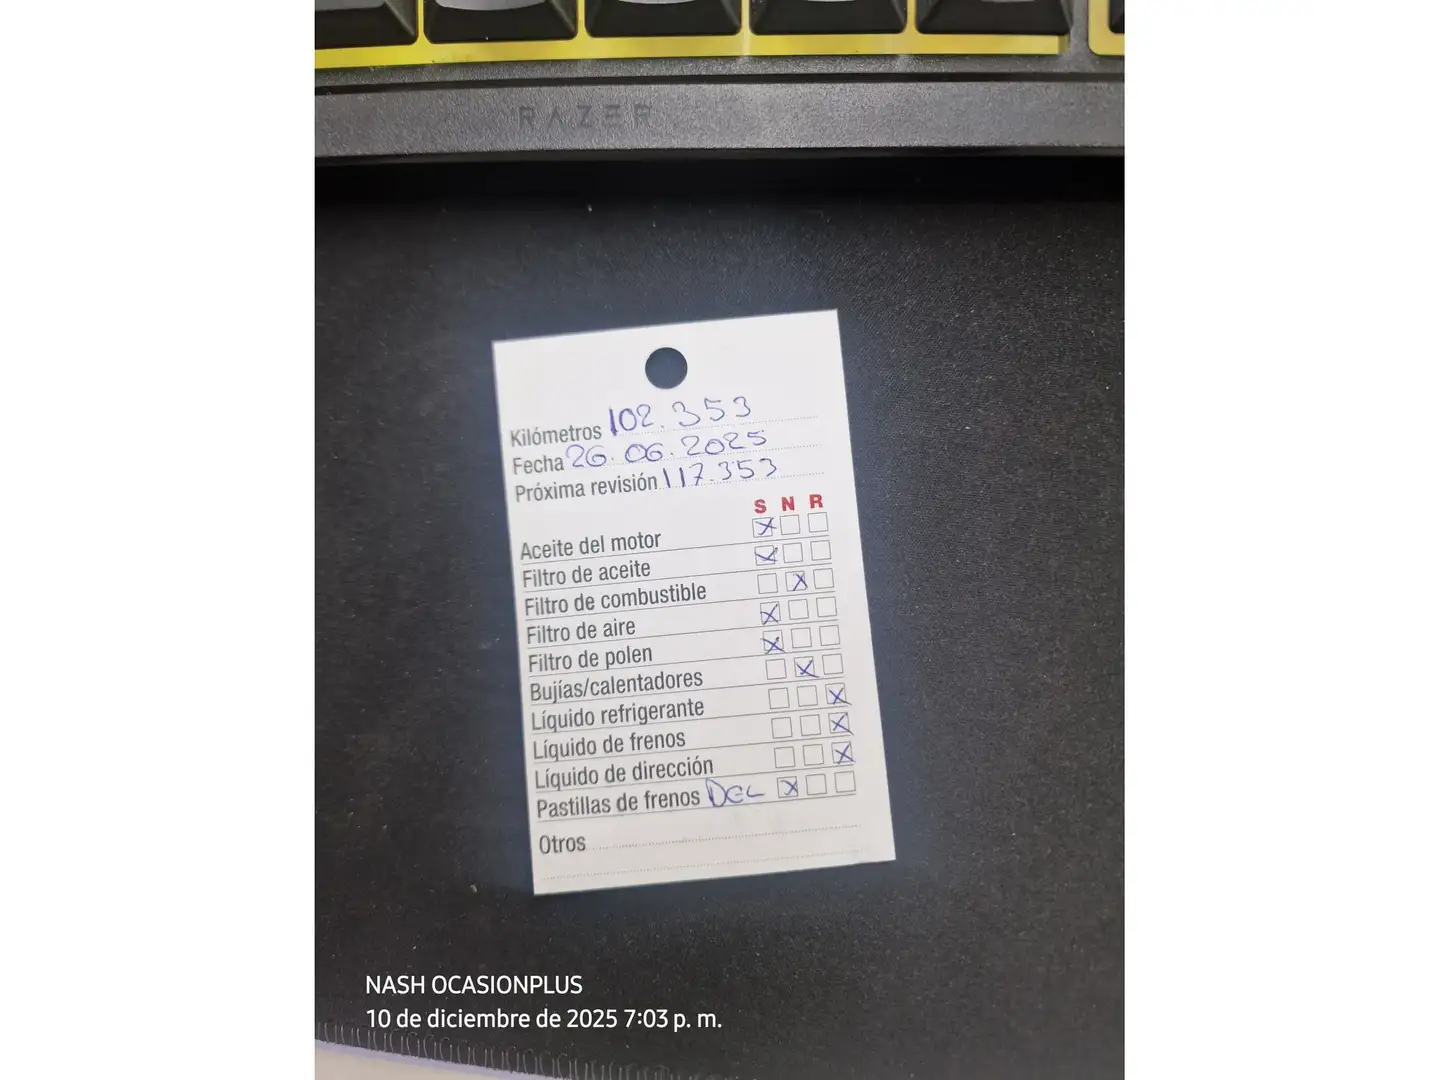 RAZER
Kilómetros 102.353
Fecha 26.06.2025
Próxima revisión 117.353
S N R
Aceite del motor
Filtro de aceite
Filtro de combustible
Filtro de aire
Filtro de polen
Bujías/calentadores
Líquido refrigerante
Líquido de frenos
Líquido de dirección
Pastillas de frenos DEL
Otros
NASH OCASIONPLUS
10 de diciembre de 2025 7:03 p. m.